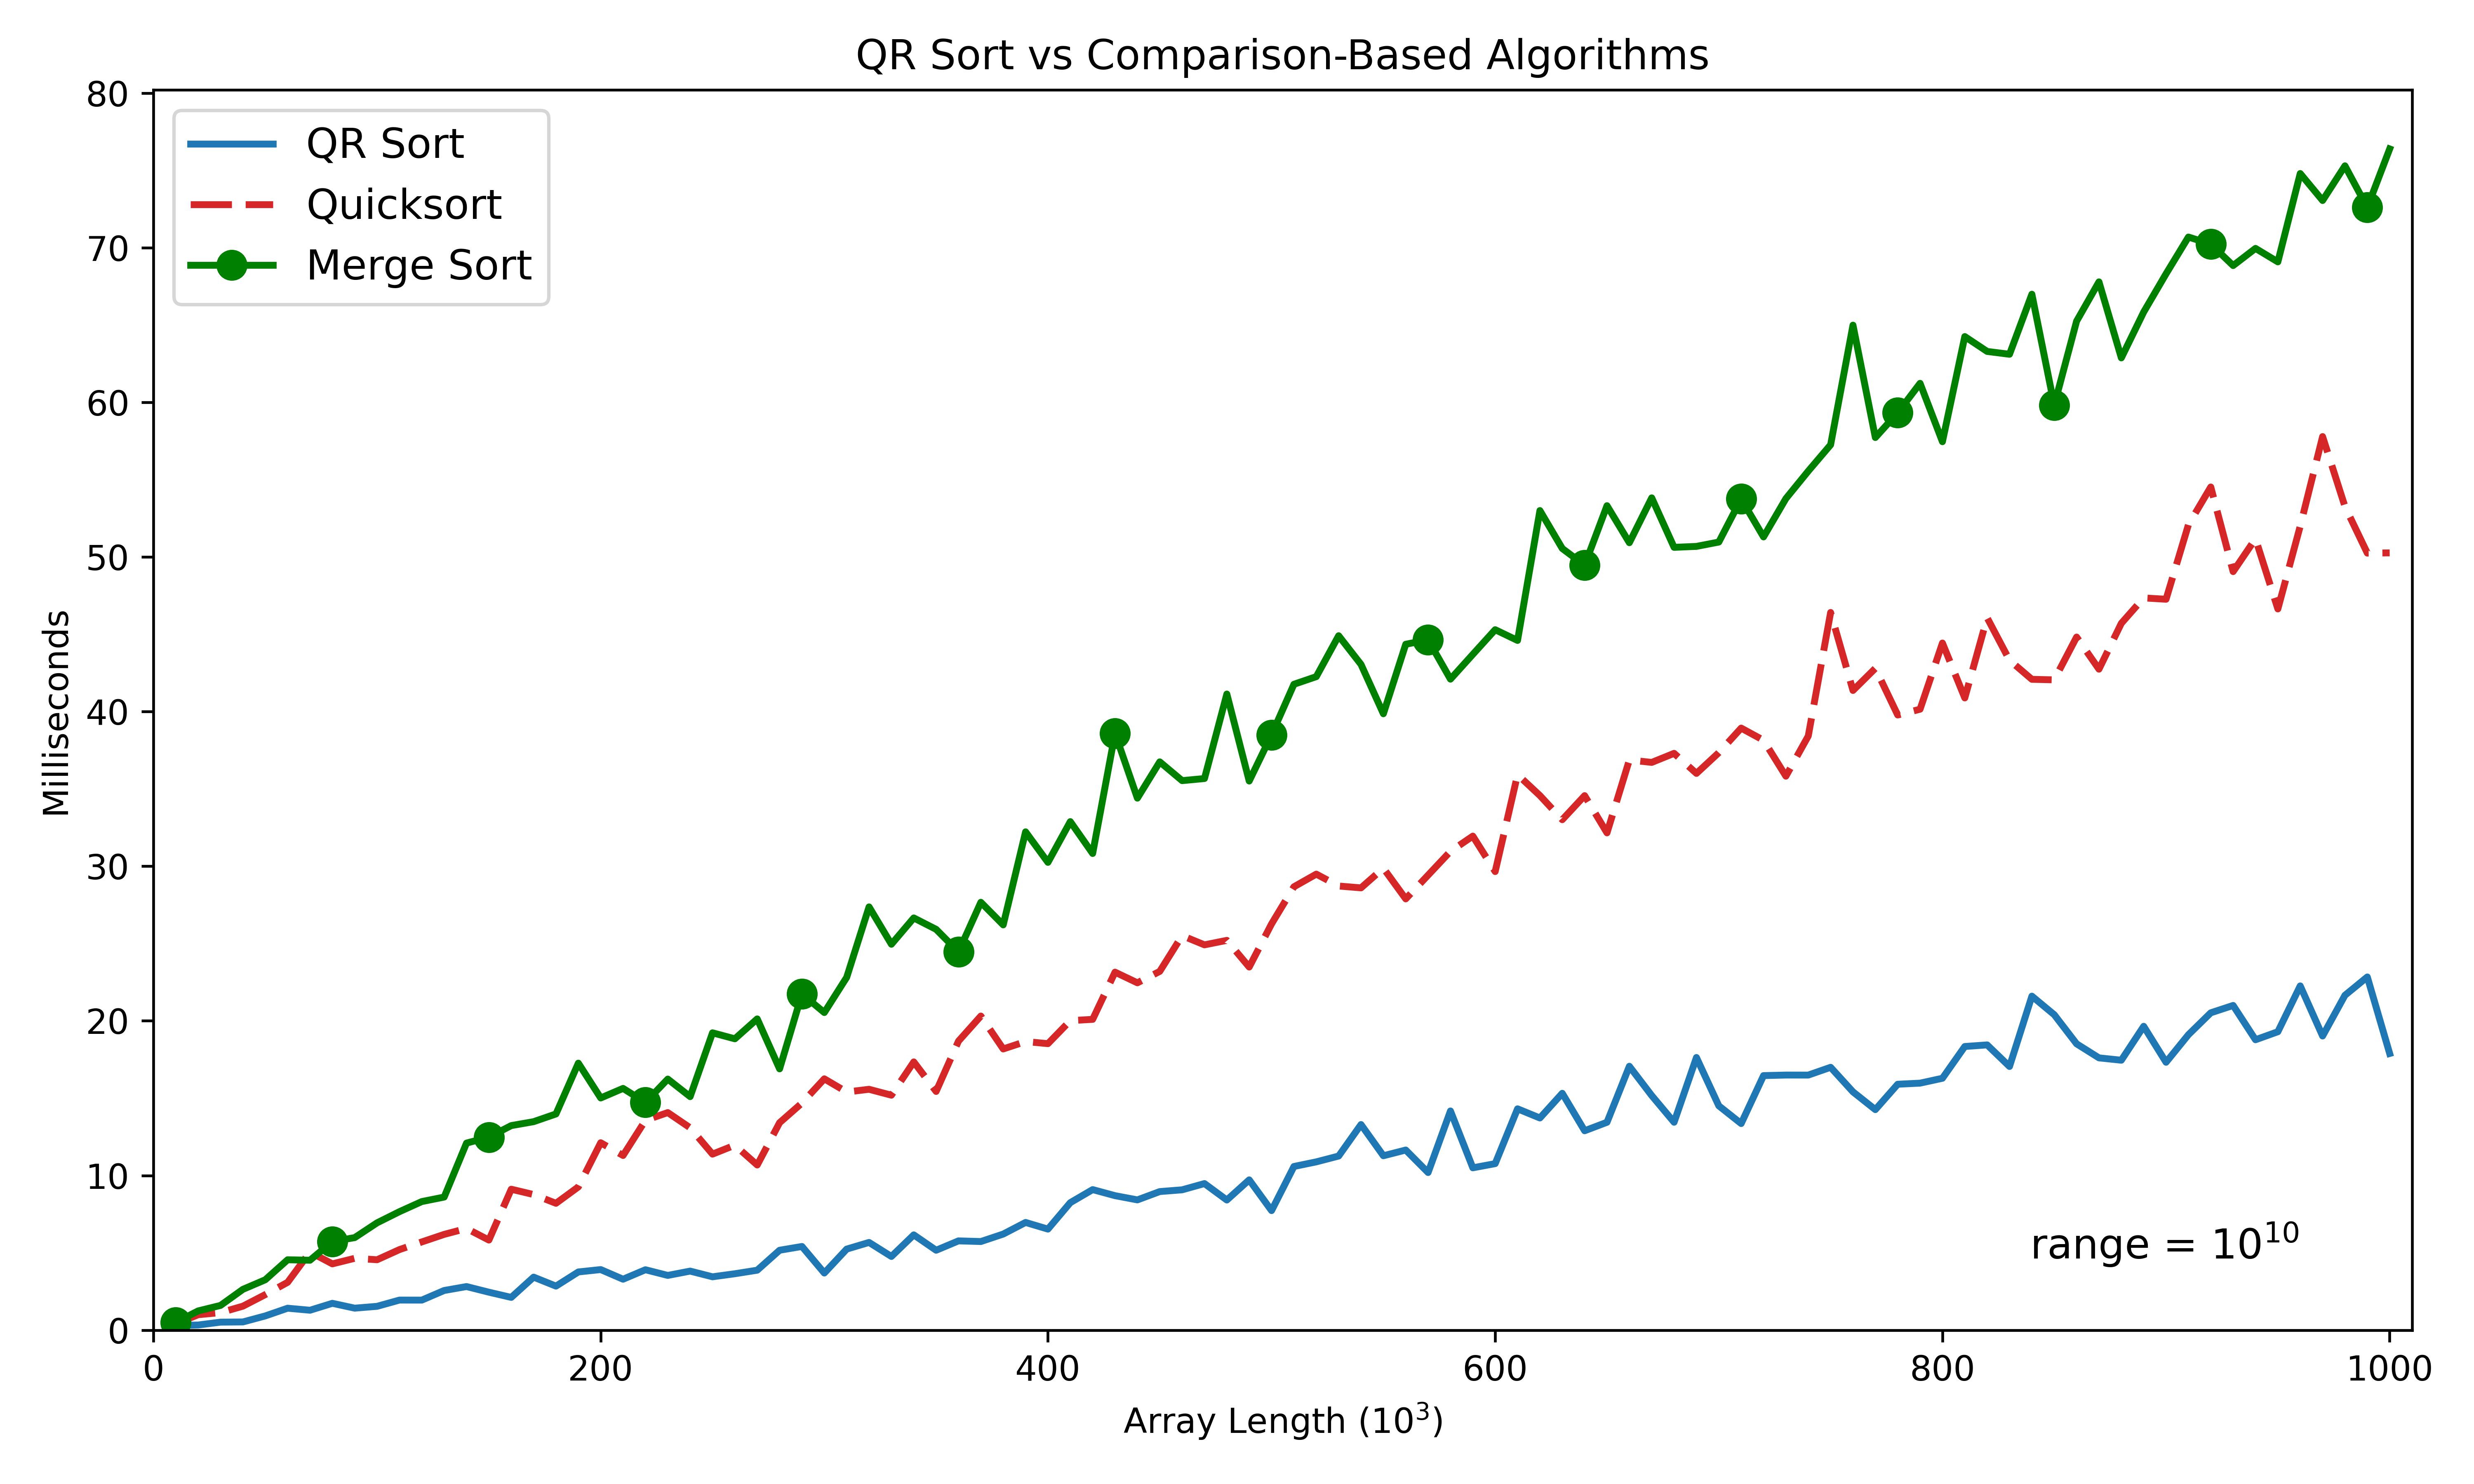 QR Sort vs Comparison-Based Algorithms
80
70
60
50
40
30
20
10
0
Milliseconds
QR Sort
Quicksort
Merge Sort
range = 10¹⁰
0 200 400 600 800 1000
Array Length (10³)